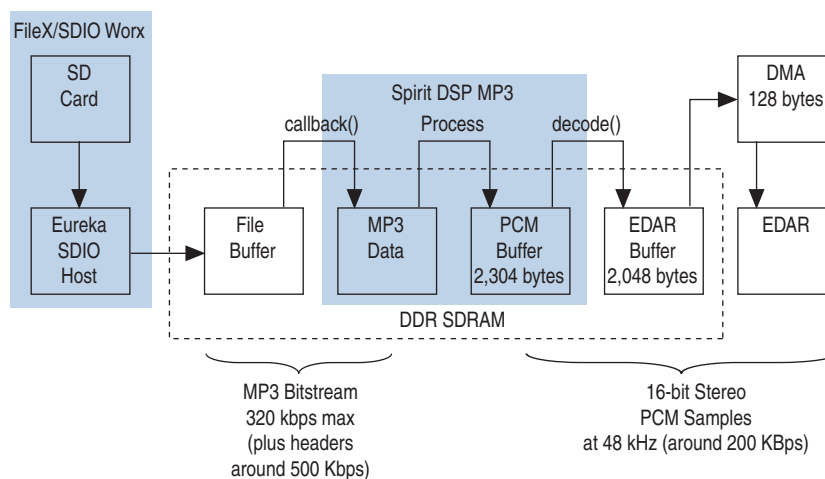 FileX/SDIO Worx
SD
Card
Spirit DSP MP3
DMA
128 bytes
callback()
Process
decode()
Eureka
SDIO
Host
File
Buffer
MP3
Data
PCM
Buffer
2,304 bytes
EDAR
Buffer
2,048 bytes
EDAR
DDR SDRAM
MP3 Bitstream
320 kbps max
(plus headers
around 500 Kbps)
16-bit Stereo
PCM Samples
at 48 kHz (around 200 KBps)